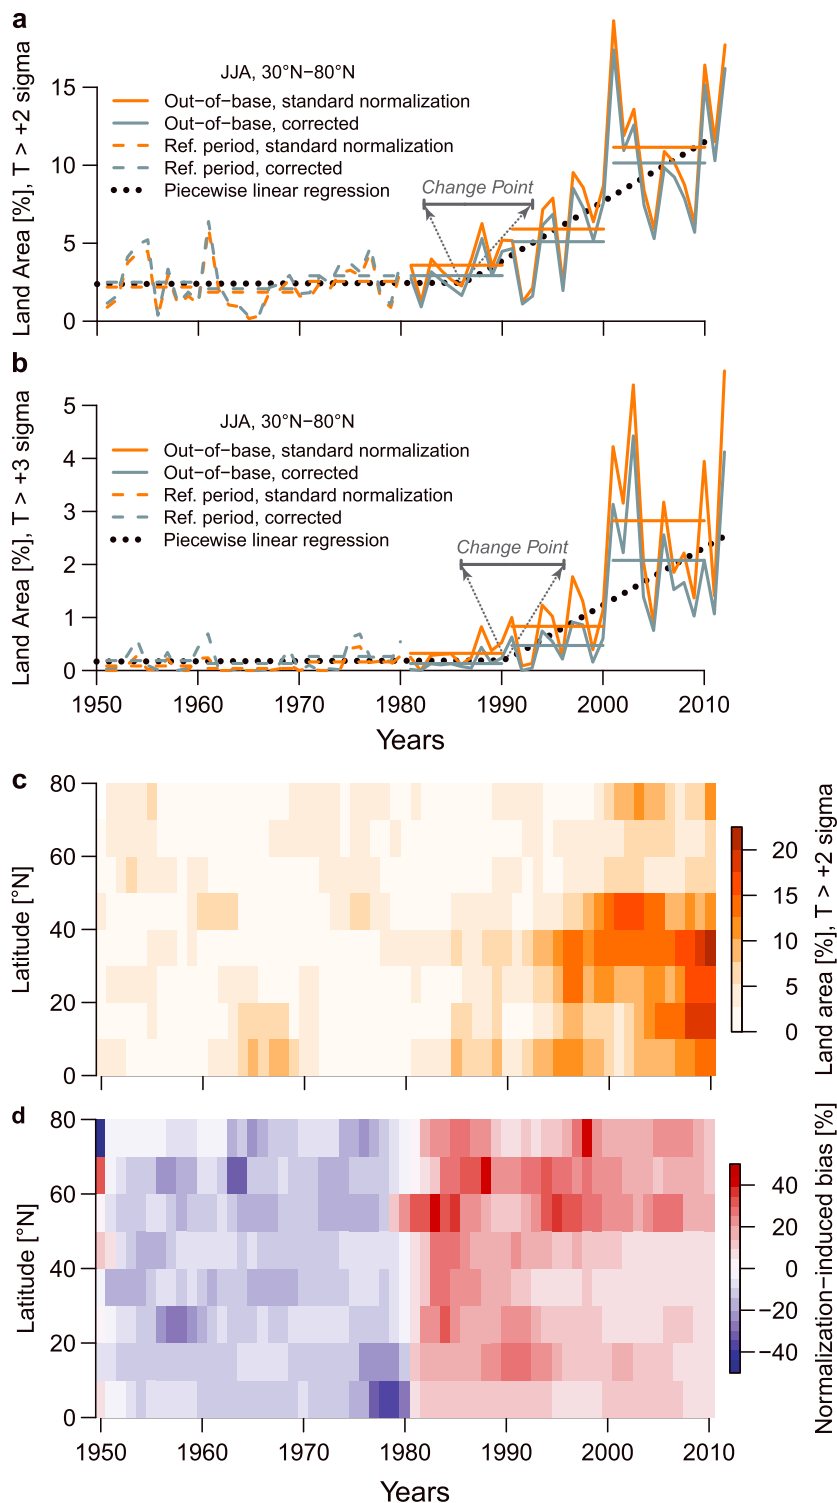 a
Land Area [%], T > +2 sigma
15
10
5
0
JJA, 30°N−80°N
Out−of−base, standard normalization
Out−of−base, corrected
Ref. period, standard normalization
Ref. period, corrected
Piecewise linear regression
Change Point
b
Land Area [%], T > +3 sigma
5
4
3
2
1
0
JJA, 30°N−80°N
Out−of−base, standard normalization
Out−of−base, corrected
Ref. period, standard normalization
Ref. period, corrected
Piecewise linear regression
Change Point
1950 1960 1970 1980 1990 2000 2010
Years
c
Latitude [°N]
80
60
40
20
0
20
15
10
5
0
Land area [%], T > +2 sigma
d
Latitude [°N]
80
60
40
20
0
40
20
0
−20
−40
Normalization−induced bias [%]
1950 1960 1970 1980 1990 2000 2010
Years